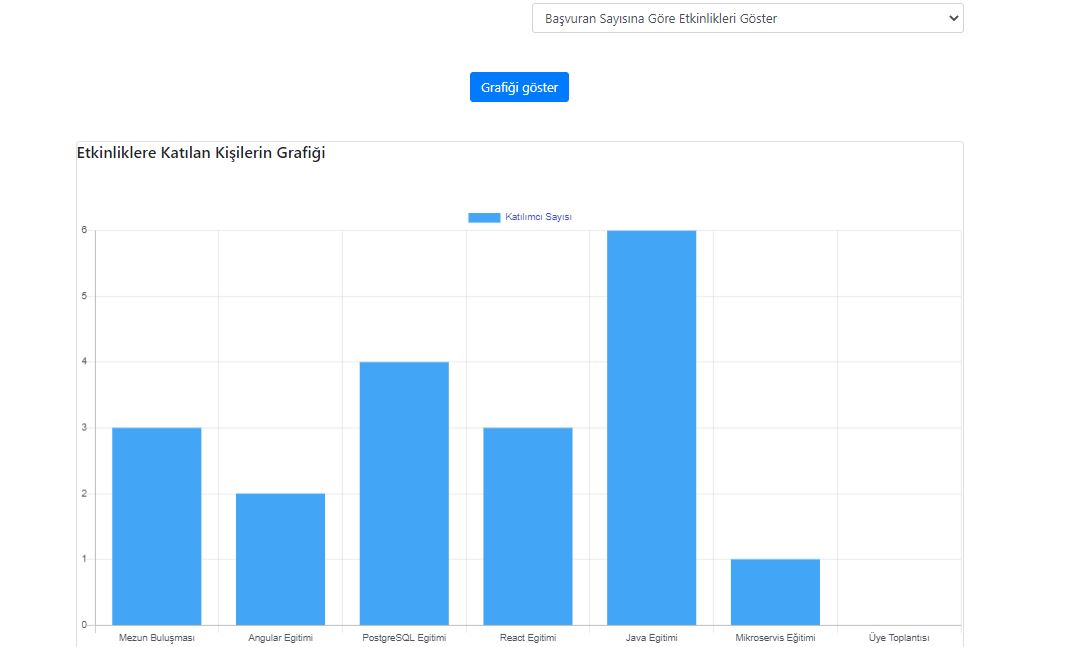 Başvuran Sayısına Göre Etkinlikleri Göster
Grafiği göster
Etkinliklere Katılan Kişilerin Grafiği
Katılımcı Sayısı
6
5
4
3
2
1
0
Mezun Buluşması Angular Egitimi PostgreSQL Egitimi React Egitimi Java Egitimi Mikroservis Eğitimi Üye Toplantısı